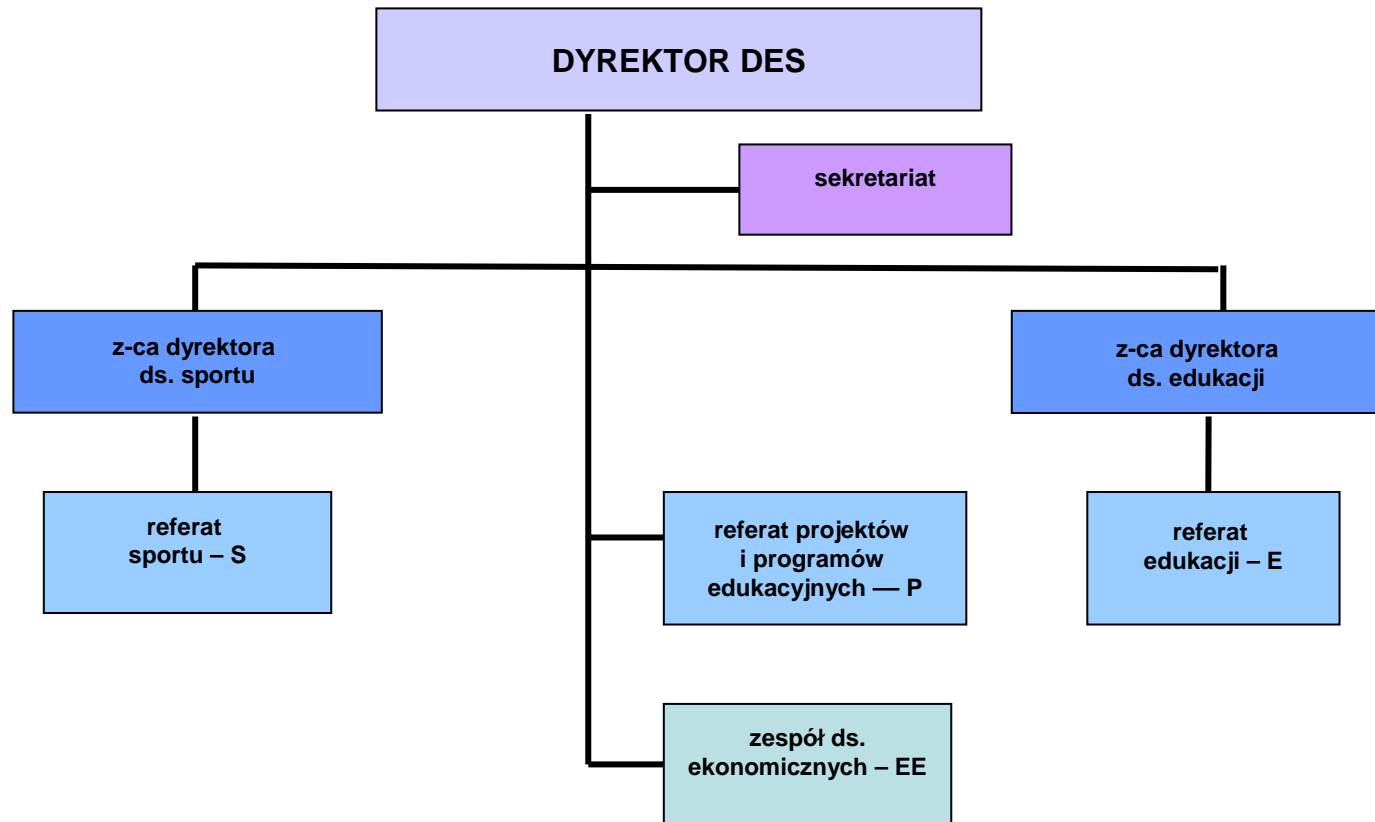 DYREKTOR DES
sekretariat
z-ca dyrektora
ds. sportu
z-ca dyrektora
ds. edukacji
referat
sportu – S
referat projektów
i programów
edukacyjnych –– P
referat
edukacji – E
zespół ds.
ekonomicznych – EE